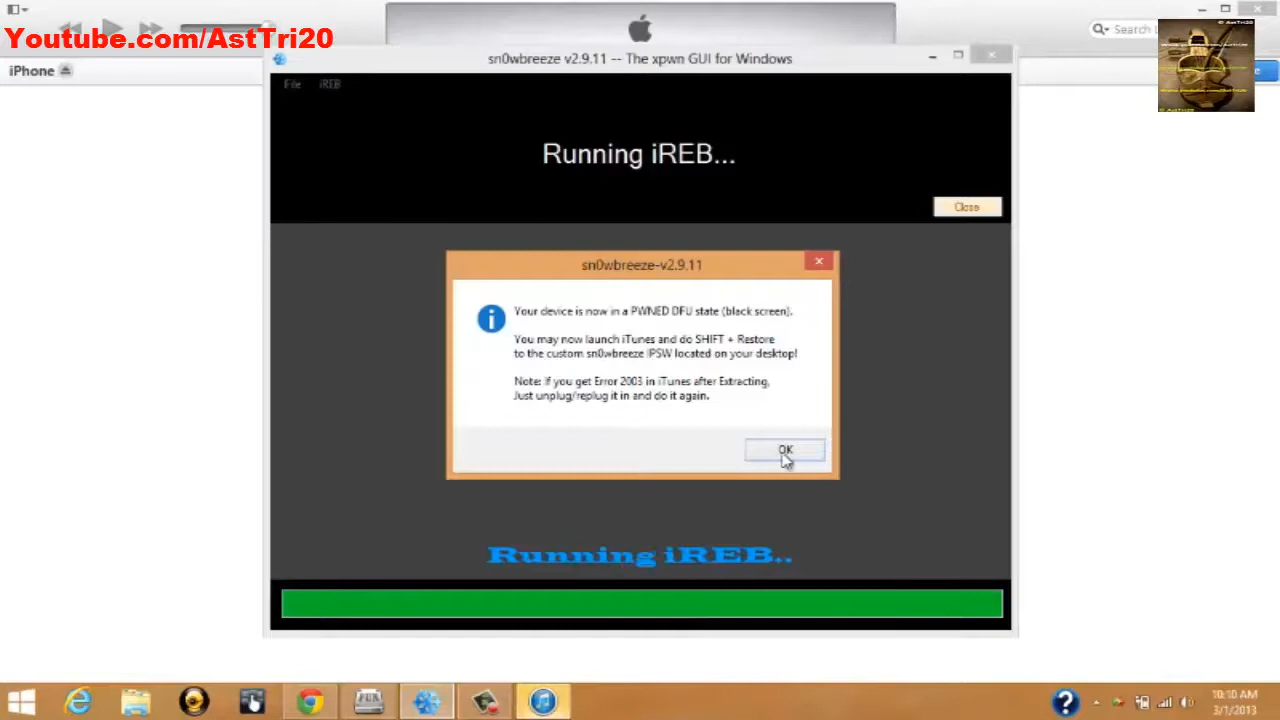 Youtube.com/AstTri20
Search
iPhone
sn0wbreeze v2.9.11 -- The xpwn GUI for Windows
File iREB
Running iREB...
Close
sn0wbreeze-v2.9.11
Your device is now in a PWNED DFU state (black screen).
You may now launch iTunes and do SHIFT + Restore
to the custom sn0wbreeze IPSW located on your desktop!
Note: if you get Error 2003 in iTunes after Extracting,
Just unplug/replug it in and do it again.
OK
Running iREB..
10:10 AM
3/1/2013